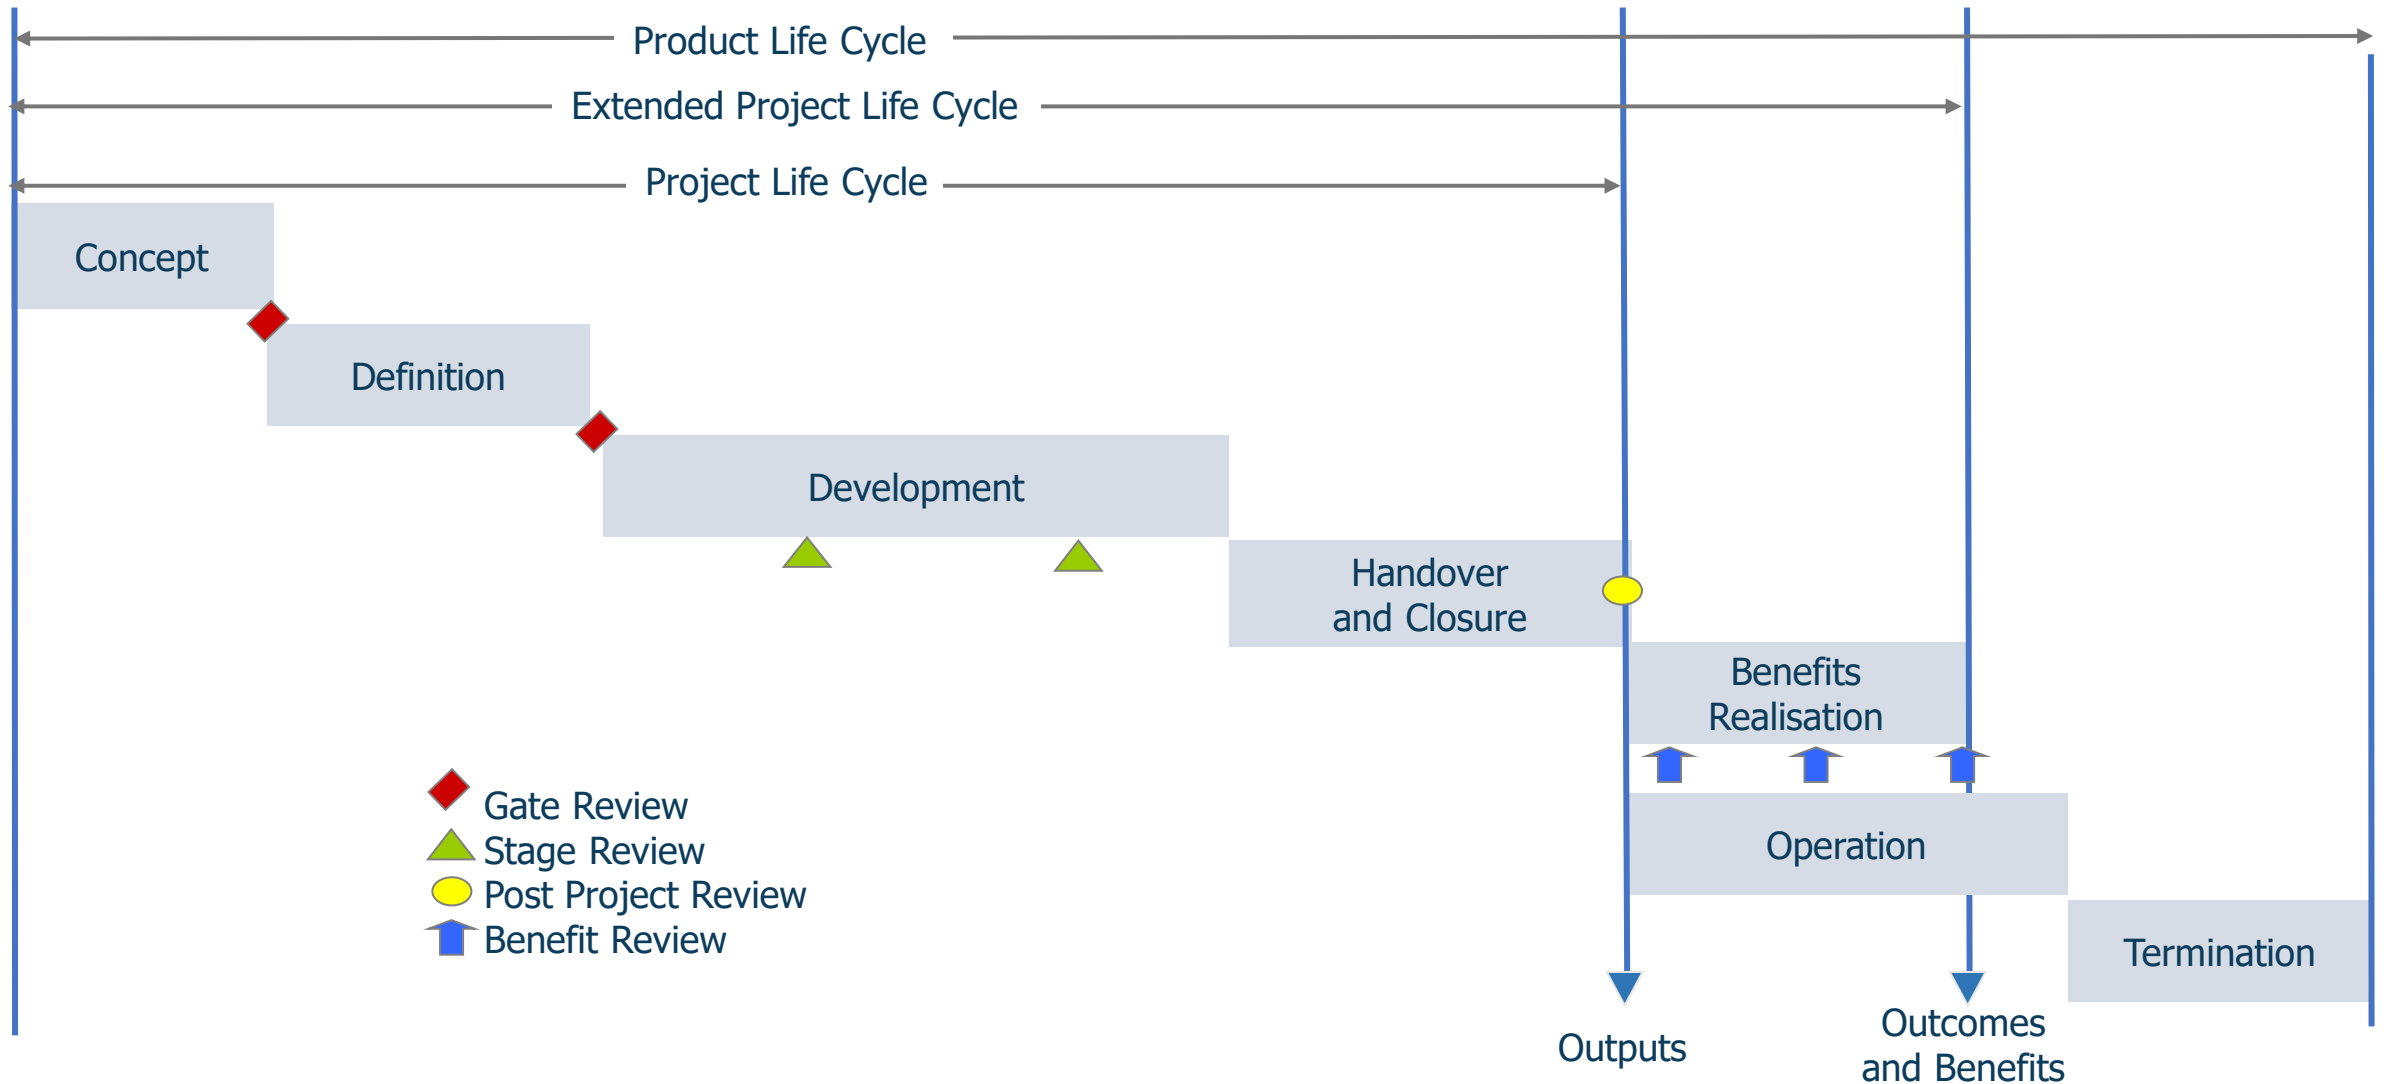 Product Life Cycle
Extended Project Life Cycle
Project Life Cycle
Concept
Definition
Development
Handover
and Closure
Benefits
Realisation
Gate Review
Stage Review
Post Project Review
Benefit Review
Operation
Termination
Outputs
Outcomes
and Benefits